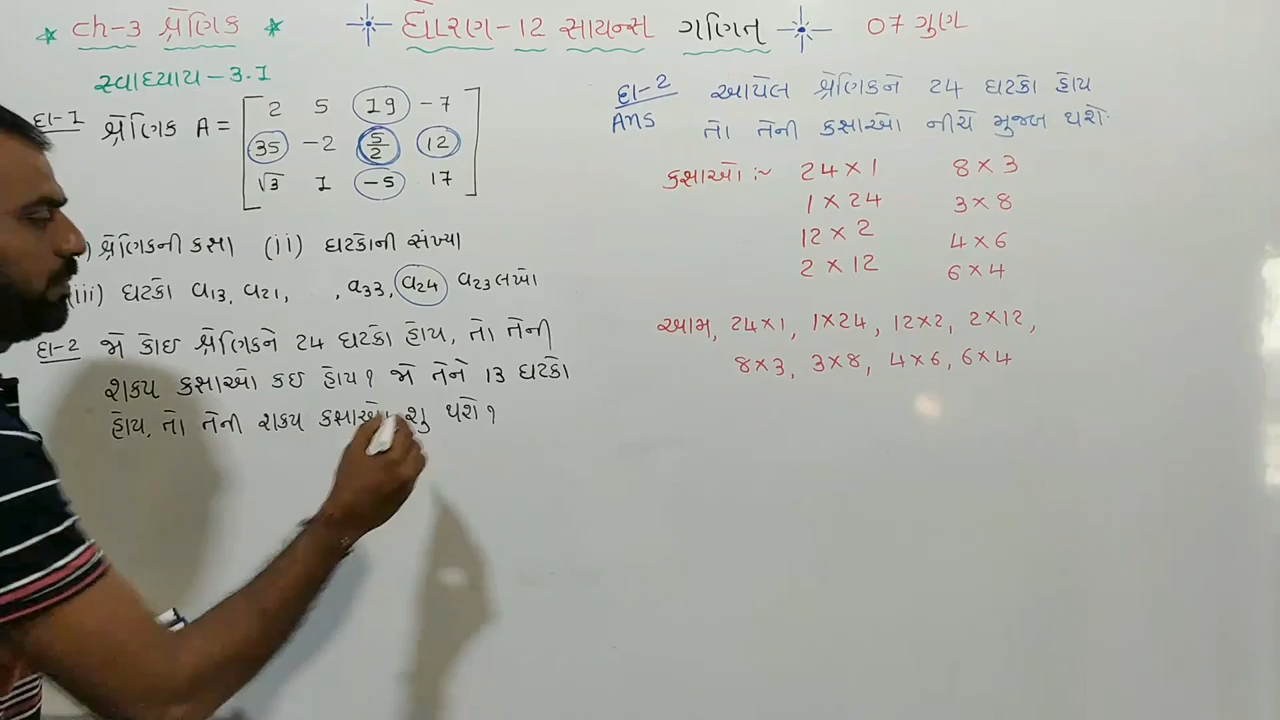 ★ ch-3 શ્રેણિક ★ ધોરણ-12 સાયન્સ ગણિત 07 ગુણ
સ્વાધ્યાય-3.1
દા-1 શ્રેણિક A =
2 5 19 -7
35 -2 5/2 12
√3 1 -5 17
) શ્રેણિકની કક્ષા (ii) ઘટકોની સંખ્યા
(iii) ઘટકો a13, a21, , a33, a24 a23 લખો
દા-2 જો કોઇ શ્રેણિકને 24 ઘટકો હોય, તો તેની
શક્ય કક્ષાઓ કઇ હોય? જો તેને 13 ઘટકો
હોય, તો તેની શક્ય કક્ષાઓ શુ થશે?
દા-2 આપેલ શ્રેણિકને 24 ઘટકો હોય
Ans તો તેની કક્ષાઓ નીચે મુજબ થશે.
કક્ષાઓ :- 24 × 1 8 × 3
1 × 24 3 × 8
12 × 2 4 × 6
2 × 12 6 × 4
આમ, 24×1, 1×24, 12×2, 2×12,
8×3, 3×8, 4×6, 6×4